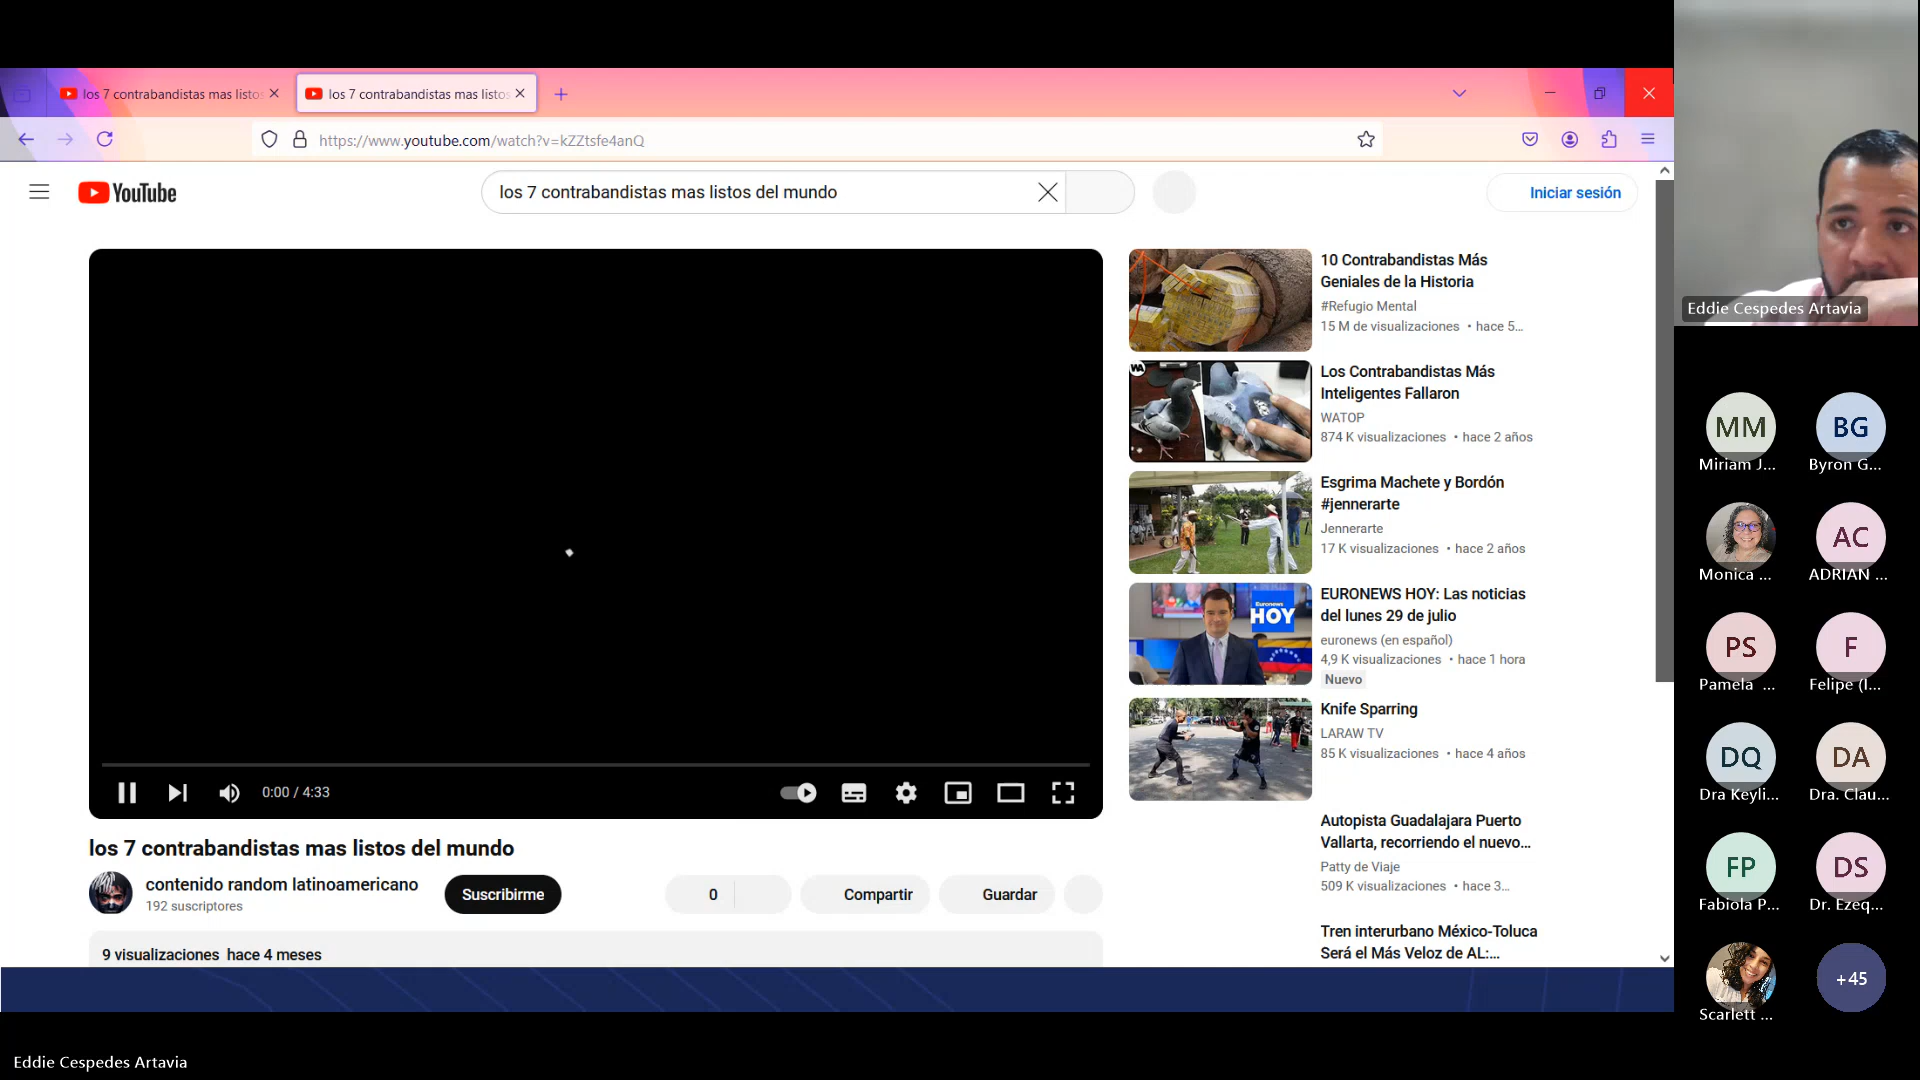 los 7 contrabandistas mas listos
los 7 contrabandistas mas listos
https://www.youtube.com/watch?v=kZZtsfe4anQ
YouTube
los 7 contrabandistas mas listos del mundo
Iniciar sesión
0:00 / 4:33
los 7 contrabandistas mas listos del mundo
contenido random latinoamericano
192 suscriptores
Suscribirme
0
Compartir
Guardar
9 visualizaciones hace 4 meses
10 Contrabandistas Más
Geniales de la Historia
#Refugio Mental
15 M de visualizaciones • hace 5...
WA
Los Contrabandistas Más
Inteligentes Fallaron
WATOP
874 K visualizaciones • hace 2 años
Esgrima Machete y Bordón
#jennerarte
Jennerarte
17 K visualizaciones • hace 2 años
Euronews
HOY
EURONEWS HOY: Las noticias
del lunes 29 de julio
euronews (en español)
4,9 K visualizaciones • hace 1 hora
Nuevo
Knife Sparring
LARAW TV
85 K visualizaciones • hace 4 años
Autopista Guadalajara Puerto
Vallarta, recorriendo el nuevo...
Patty de Viaje
509 K visualizaciones • hace 3...
Tren interurbano México-Toluca
Será el Más Veloz de AL:...
Eddie Cespedes Artavia
MM
Miriam J...
BG
Byron G...
Monica ...
AC
ADRIAN ...
PS
Pamela ...
F
Felipe (I...
DQ
Dra Keyli...
DA
Dra. Clau...
FP
Fabiola P...
DS
Dr. Ezeq...
Scarlett ...
+45
Eddie Cespedes Artavia